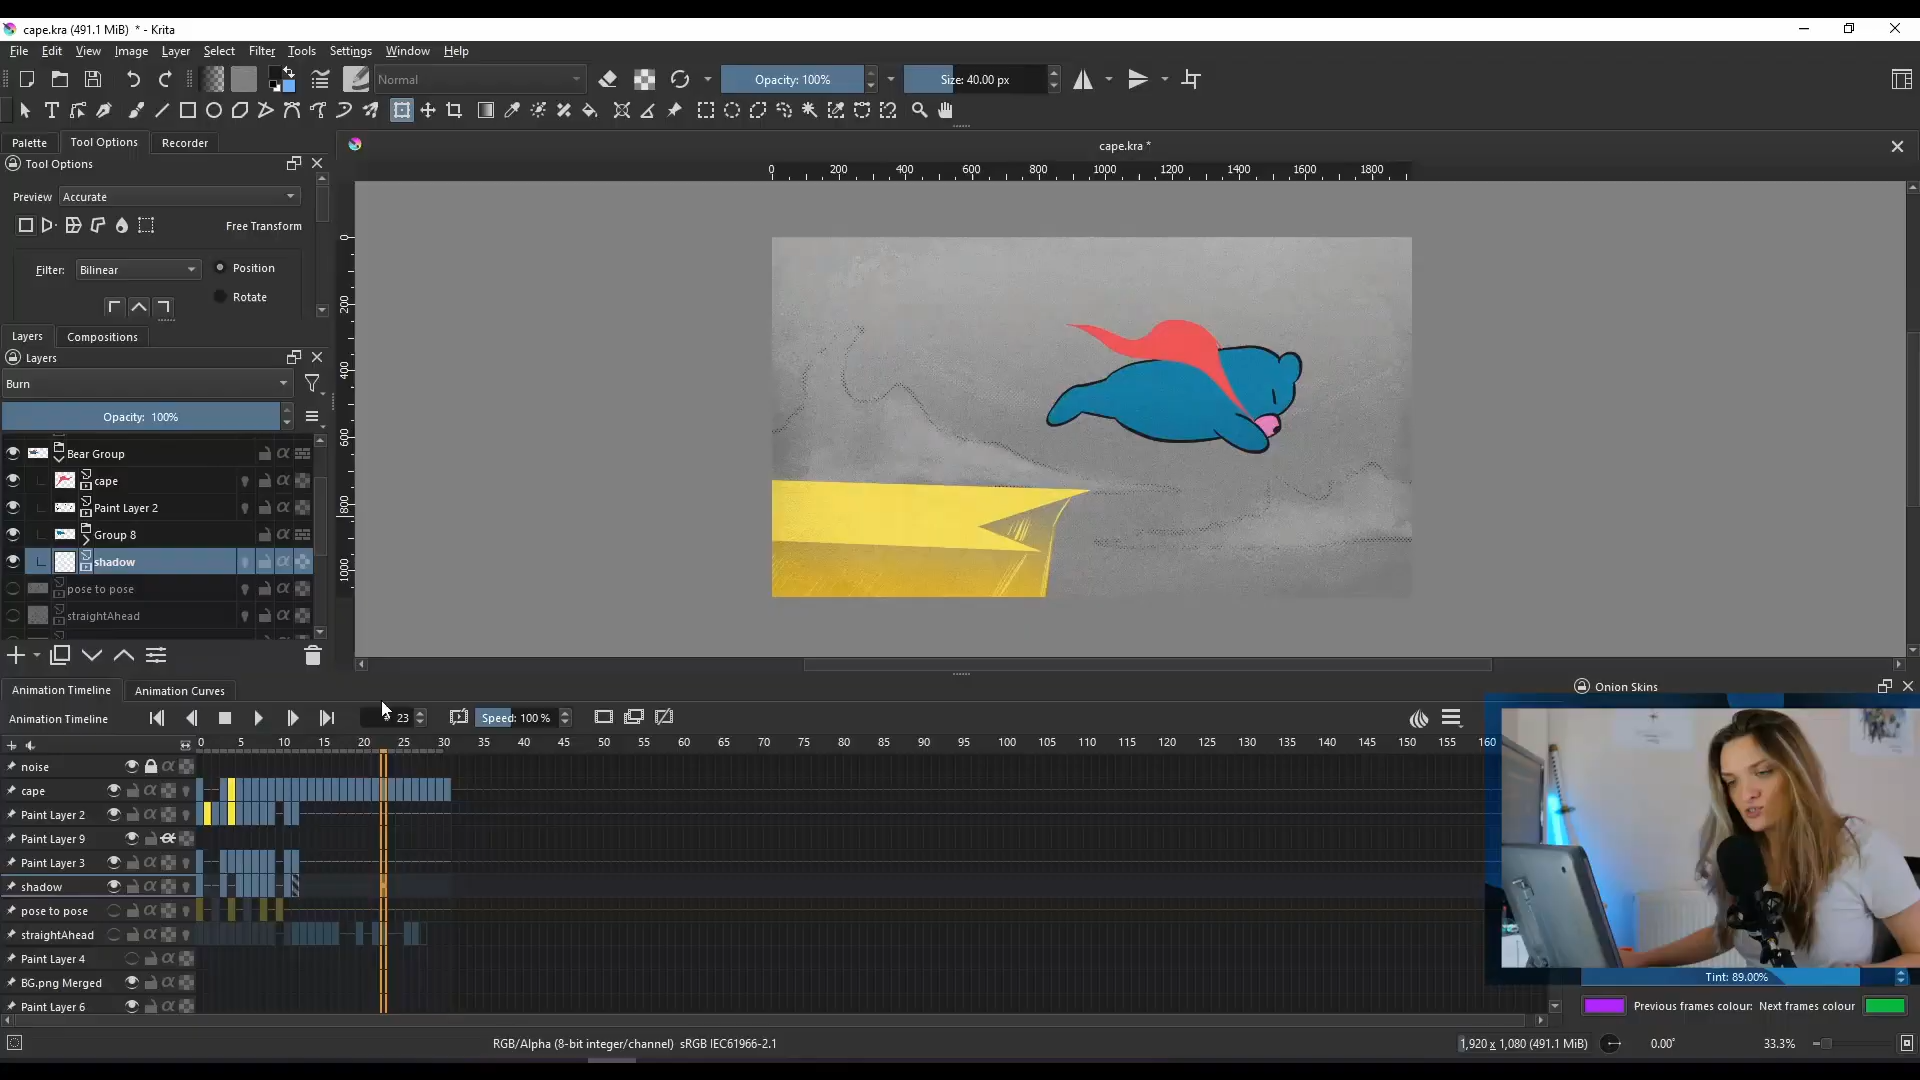 cape.kra (491.1 MiB) * - Krita
File Edit View Image Layer Select Filter Tools Settings Window Help
Normal
Opacity: 100%
Size: 40.00 px
Palette Tool Options Recorder
Tool Options
cape.kra *
0 200 400 600 800 1000 1200 1400 1600 1800
Preview Accurate
Free Transform
Filter: Bilinear
Position
Rotate
0 200 400 600 800 1000
Layers Compositions
Layers
Burn
Opacity: 100%
Bear Group
cape
Paint Layer 2
Group 8
shadow
pose to pose
straightAhead
Animation Timeline Animation Curves
Onion Skins
Animation Timeline
23
Speed: 100 %
0 5 10 15 20 25 30 35 40 45 50 55 60 65 70 75 80 85 90 95 100 105 110 115 120 125 130 135 140 145 150 155 160
noise
cape
Paint Layer 2
Paint Layer 9
Paint Layer 3
shadow
pose to pose
straightAhead
Paint Layer 4
BG.png Merged
Paint Layer 6
Tint: 89.00%
Previous frames colour: Next frames colour
RGB/Alpha (8-bit integer/channel) sRGB IEC61966-2.1
1,920 x 1,080 (491.1 MiB)
0.00°
33.3%